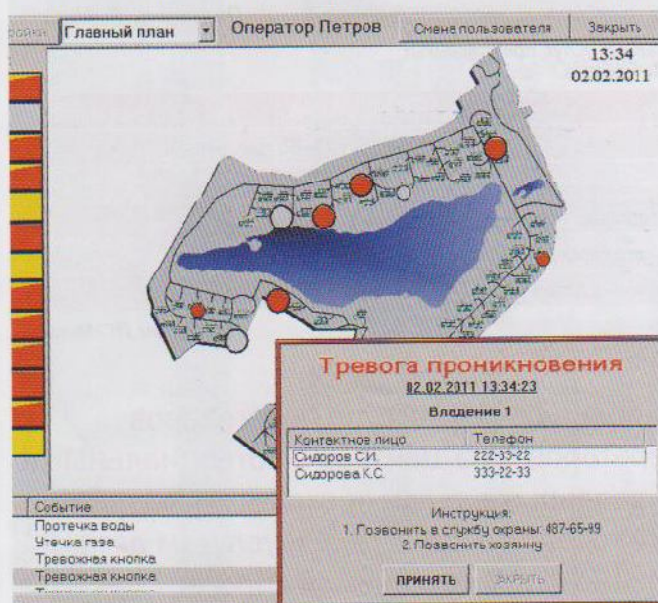 Главный план Оператор Петров Смена пользователя Закрыть
13:34
02.02.2011
Тревога проникновения
02.02.2011 13:34:23
Владение 1
Контактное лицо Телефон
Сидоров С.И. 222-33-22
Сидорова К.С. 333-22-33
Инструкция:
1. Позвонить в службу охраны: 487-65-99
2. Позвонить хозяину
ПРИНЯТЬ ЗАКРЫТЬ
Событие
Протечка воды
Утечка газа
Тревожная кнопка
Тревожная кнопка